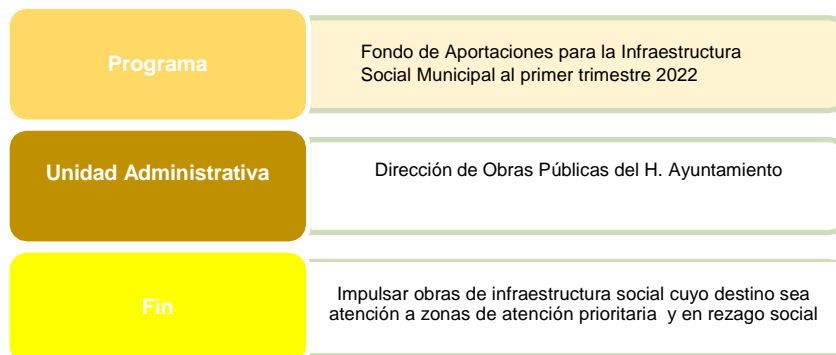 Programa
Fondo de Aportaciones para la Infraestructura
Social Municipal al primer trimestre 2022
Unidad Administrativa
Dirección de Obras Públicas del H. Ayuntamiento
Fin
Impulsar obras de infraestructura social cuyo destino sea
atención a zonas de atención prioritaria y en rezago social